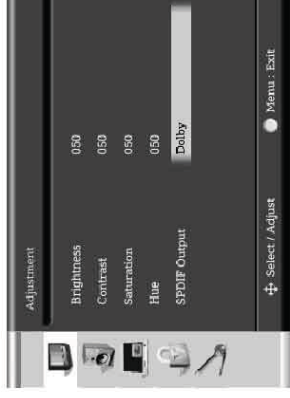 Adjustment
Brightness 050
Contrast 050
Saturation 050
Hue 050
SPDIF Output Dolby
Select / Adjust Menu : Exit